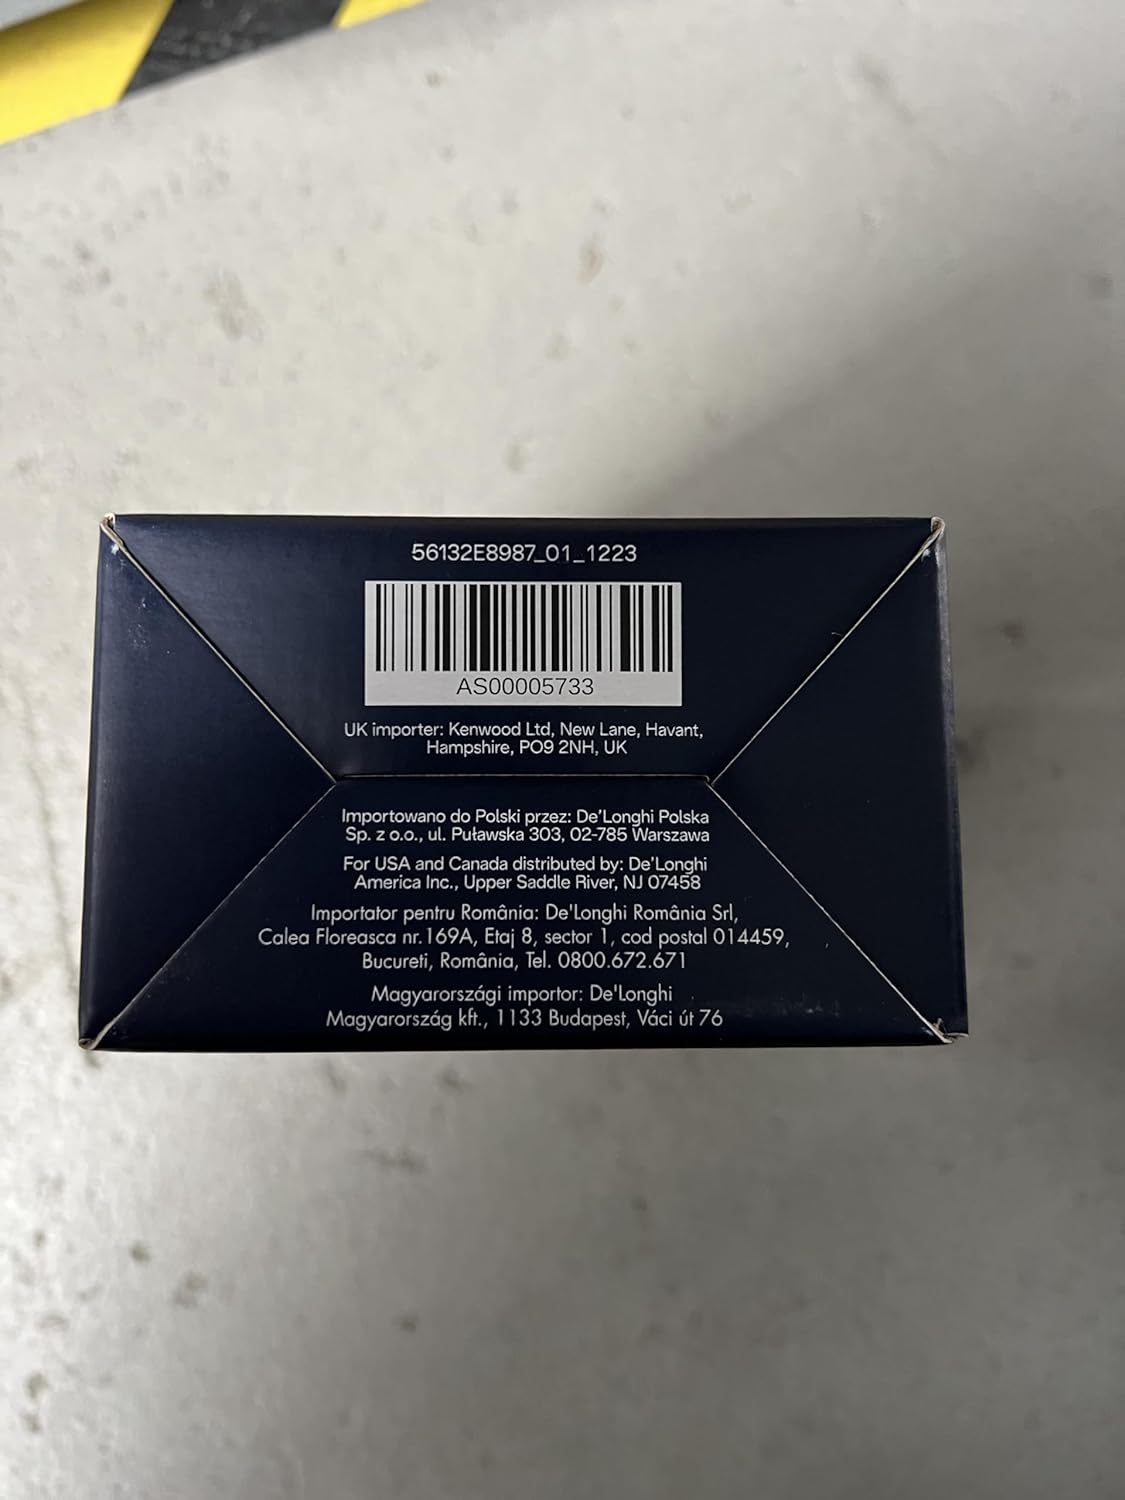 56132E8987_01_1223
AS00005733
UK importer: Kenwood Ltd, New Lane, Havant,
Hampshire, PO9 2NH, UK
Importowano do Polski przez: De'Longhi Polska
Sp. z o.o., ul. Puławska 303, 02-785 Warszawa
For USA and Canada distributed by: De'Longhi
America Inc., Upper Saddle River, NJ 07458
Importator pentru România: De'Longhi România Srl,
Calea Floreasca nr.169A, Etaj 8, sector 1, cod postal 014459,
Bucureti, România, Tel. 0800.672.671
Magyarországi importor: De'Longhi
Magyarország kft., 1133 Budapest, Váci út 76